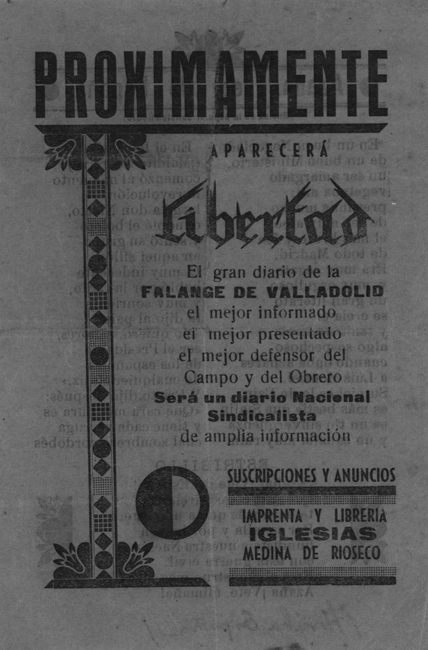 PROXIMAMENTE
APARECERÁ
Libertad
El gran diario de la
FALANGE DE VALLADOLID
el mejor informado
el mejor presentado
el mejor defensor del
Campo y del Obrero
Será un diario Nacional
Sindicalista
de amplia información
SUSCRIPCIONES Y ANUNCIOS
IMPRENTA Y LIBRERIA
IGLESIAS
MEDINA DE RIOSECO